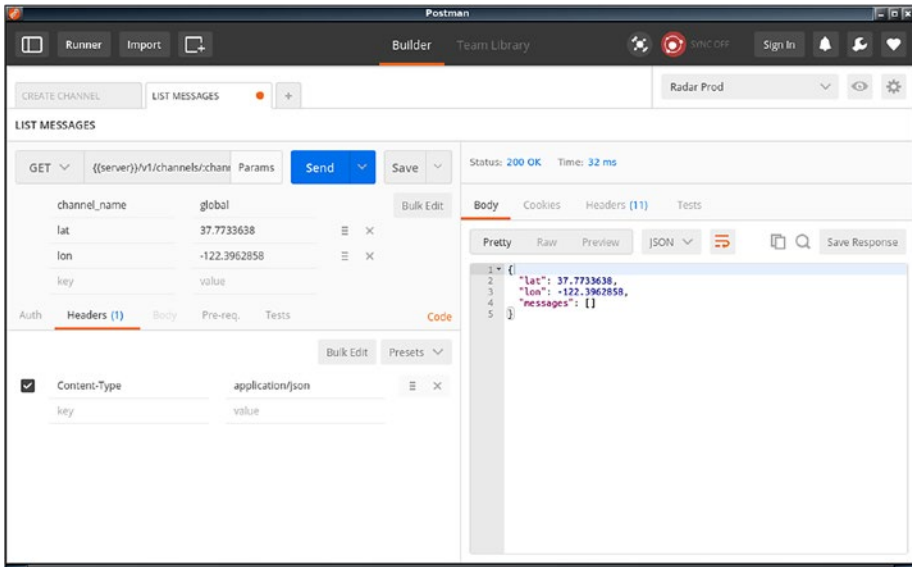 Postman
Runner Import Builder Team Library SYNC OFF Sign In
CREATE CHANNEL LIST MESSAGES + Radar Prod
LIST MESSAGES
GET {{server}}/v1/channels/:chann Params Send Save
channel_name global Bulk Edit
lat 37.7733638
lon -122.3962858
key value
Auth Headers (1) Body Pre-req. Tests Code
Bulk Edit Presets
Content-Type application/json
key value
Status: 200 OK Time: 32 ms
Body Cookies Headers (11) Tests
Pretty Raw Preview JSON Save Response
1 {
2 "lat": 37.7733638,
3 "lon": -122.3962858,
4 "messages": []
5 }